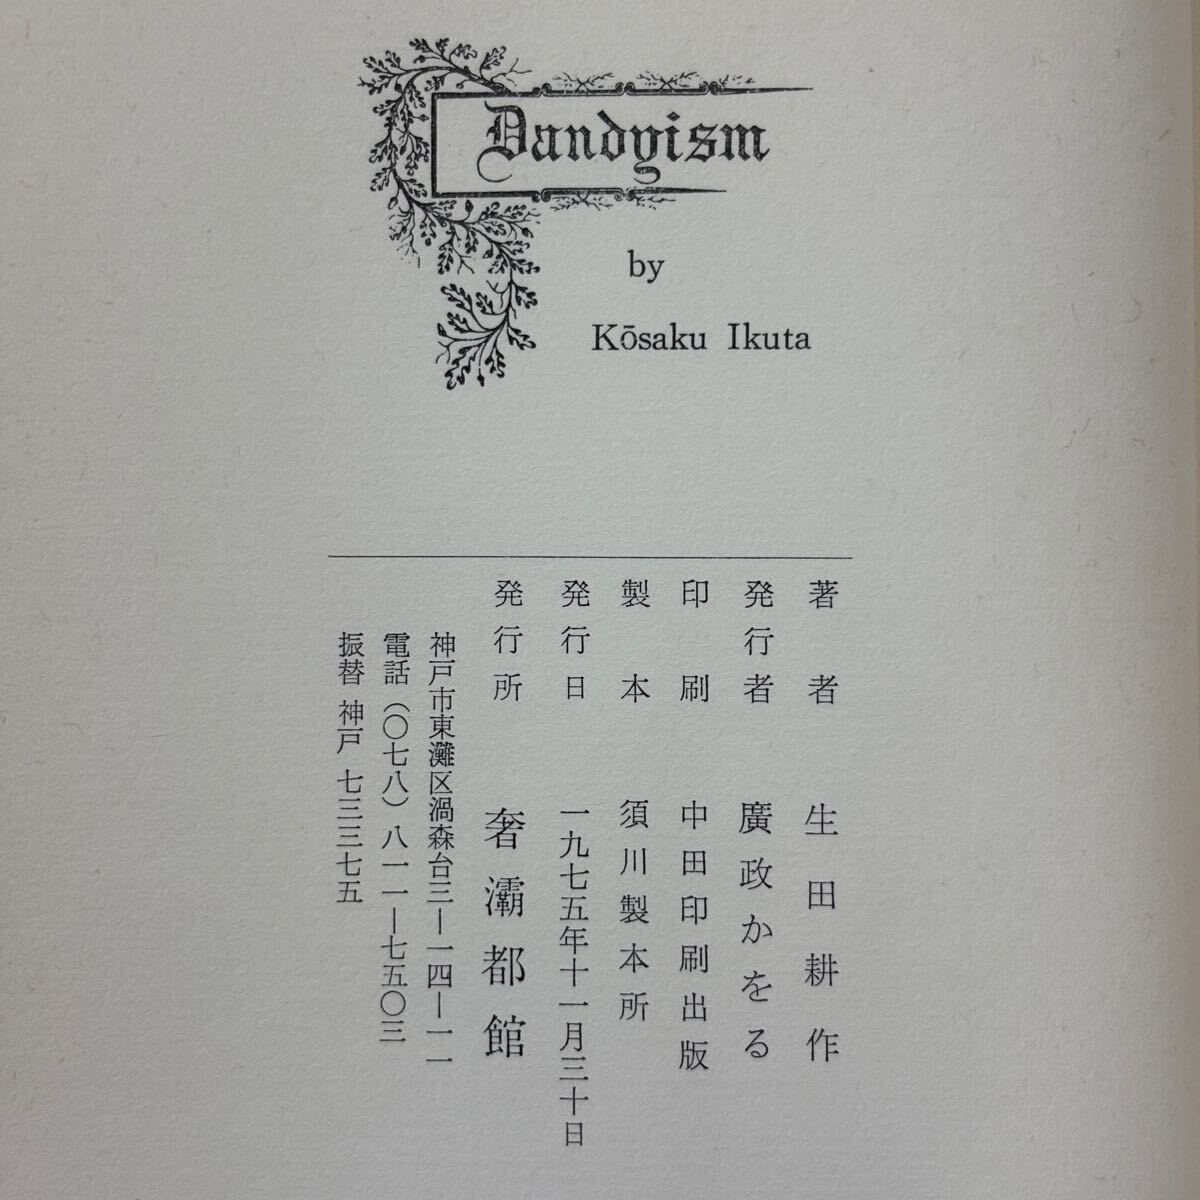 Dandyism
by
Kōsaku Ikuta
著者 生田耕作
発行者 廣政かをる
印刷 中田印刷出版
製本 須川製本所
発行日 一九七五年十一月三十日
発行所 奢灞都館
神戸市東灘区渦森台三―一四―一一
電話(〇七八)八一一―七五〇三
振替 神戸 七三三七五